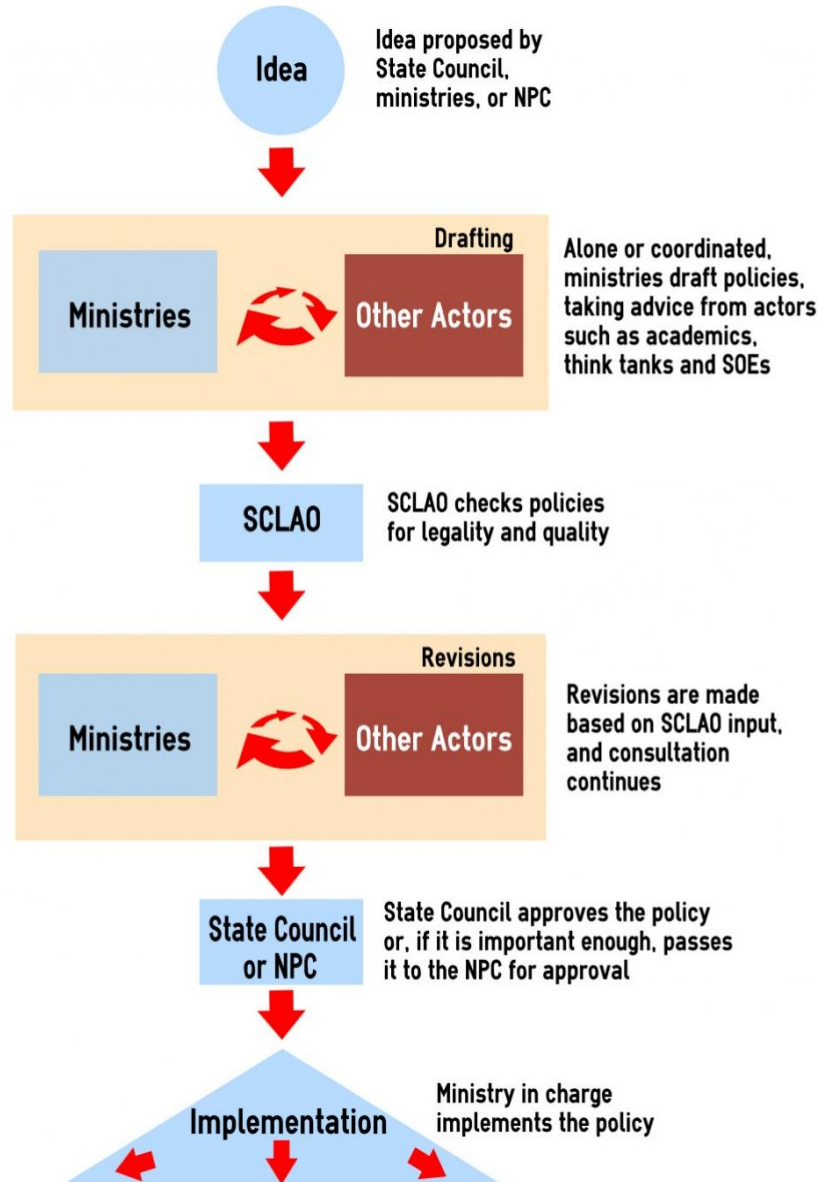 Idea
Idea proposed by
State Council,
ministries, or NPC
Drafting
Ministries
Other Actors
Alone or coordinated,
ministries draft policies,
taking advice from actors
such as academics,
think tanks and SOEs
SCLAO
SCLAO checks policies
for legality and quality
Revisions
Ministries
Other Actors
Revisions are made
based on SCLAO input,
and consultation
continues
State Council
or NPC
State Council approves the policy
or, if it is important enough, passes
it to the NPC for approval
Implementation
Ministry in charge
implements the policy